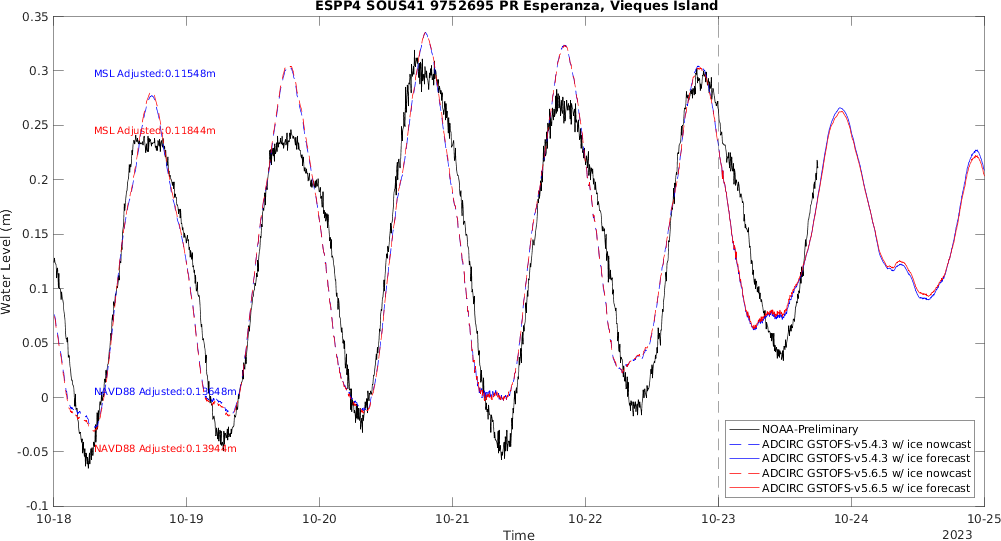 ESPP4 SOUS41 9752695 PR Esperanza, Vieques Island
0.35
0.3
0.25
0.2
0.15
0.1
0.05
0
-0.05
-0.1
Water Level (m)
MSL Adjusted:0.11548m
MSL Adjusted:0.11844m
NAVD88 Adjusted:0.13648m
NAVD88 Adjusted:0.13944m
NOAA-Preliminary
ADCIRC GSTOFS-v5.4.3 w/ ice nowcast
ADCIRC GSTOFS-v5.4.3 w/ ice forecast
ADCIRC GSTOFS-v5.6.5 w/ ice nowcast
ADCIRC GSTOFS-v5.6.5 w/ ice forecast
10-18 10-19 10-20 10-21 10-22 10-23 10-24 10-25
Time
2023